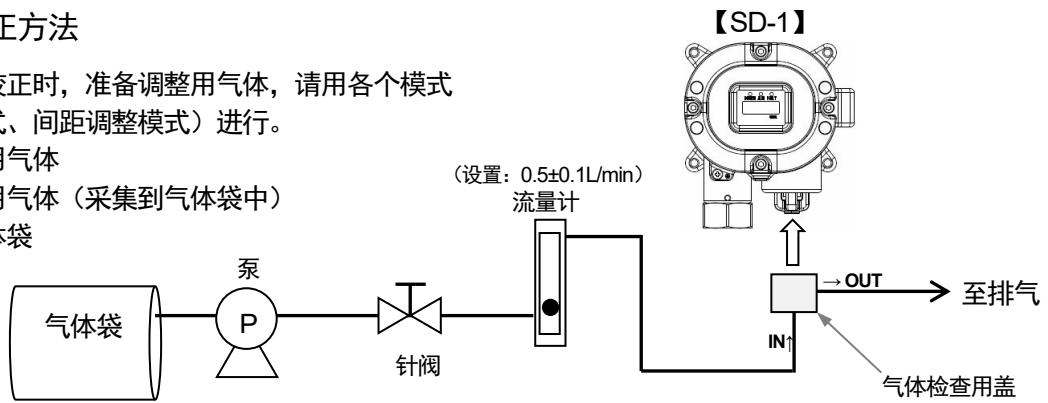 正方法
【SD-1】
正时，准备调整用气体，请用各个模式
、间距调整模式）进行。
用气体
用气体（采集到气体袋中）
体袋
（设置：0.5±0.1L/min）
流量计
泵
P
气体袋
针阀
→ OUT
至排气
IN↑
气体检查用盖